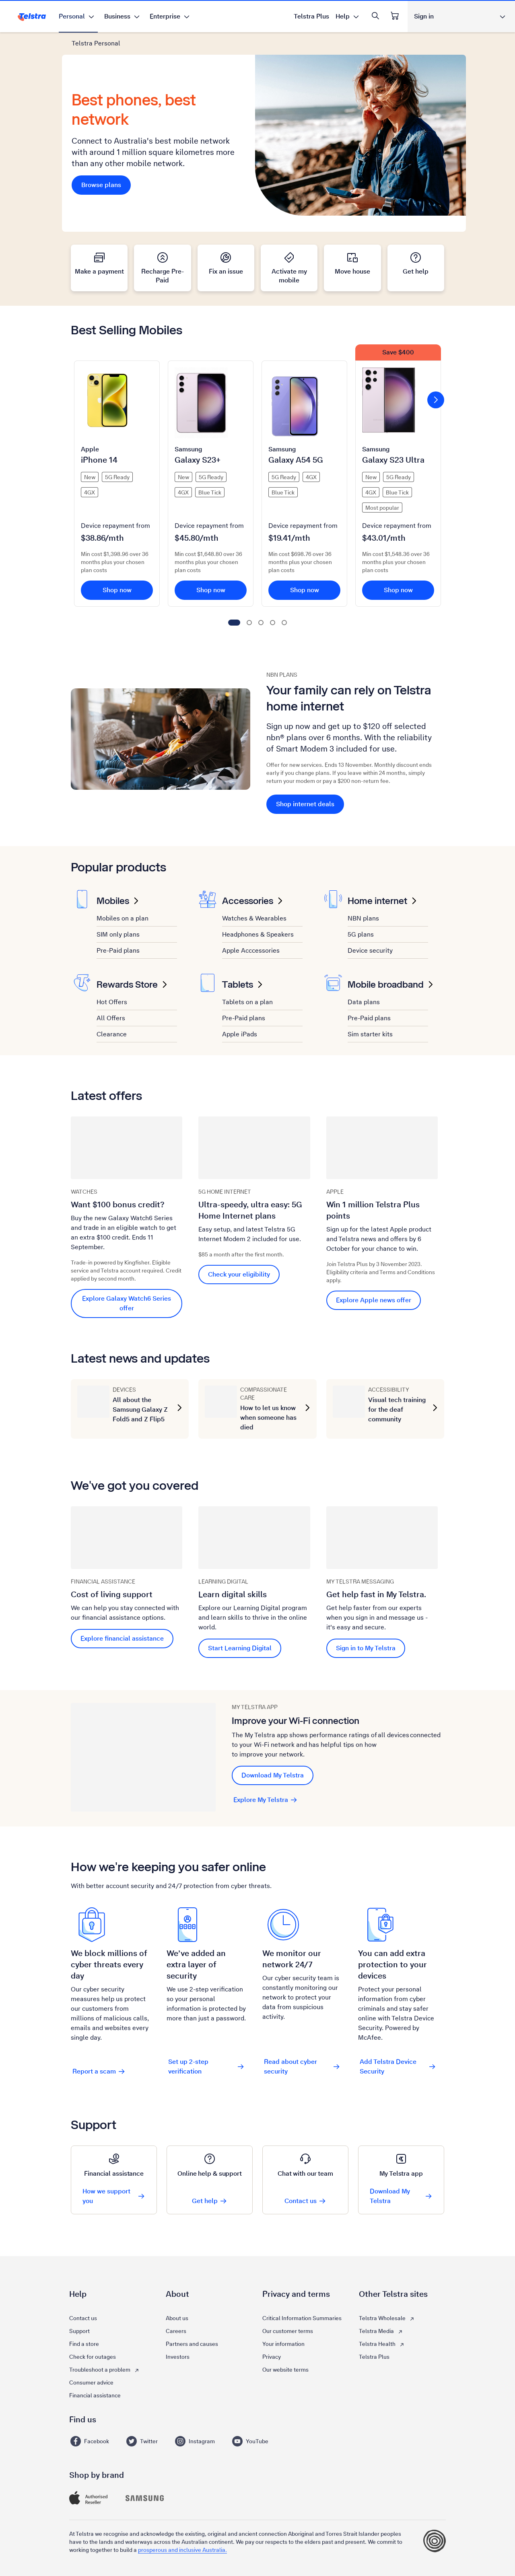 Telstra
Personal
Business
Enterprise
Telstra Plus
Help
Sign in
Telstra Personal
Best phones, best
network
Connect to Australia's best mobile network
with around 1 million square kilometres more
than any other mobile network.
Browse plans
Make a payment
Recharge Pre-
Paid
Fix an issue
Activate my
mobile
Move house
Get help
Best Selling Mobiles
Apple
iPhone 14
New
5G Ready
4GX
Device repayment from
$38.86/mth
Min cost $1,398.96 over 36
months plus your chosen
plan costs
Shop now
Samsung
Galaxy S23+
New
5G Ready
4GX
Blue Tick
Device repayment from
$45.80/mth
Min cost $1,648.80 over 36
months plus your chosen
plan costs
Shop now
Samsung
Galaxy A54 5G
5G Ready
4GX
Blue Tick
Device repayment from
$19.41/mth
Min cost $698.76 over 36
months plus your chosen
plan costs
Shop now
Save $400
Samsung
Galaxy S23 Ultra
New
5G Ready
4GX
Blue Tick
Most popular
Device repayment from
$43.01/mth
Min cost $1,548.36 over 36
months plus your chosen
plan costs
Shop now
NBN PLANS
Your family can rely on Telstra
home internet
Sign up now and get up to $120 off selected
nbn® plans over 6 months. With the reliability
of Smart Modem 3 included for use.
Offer for new services. Ends 13 November. Monthly discount ends
early if you change plans. If you leave within 24 months, simply
return your modem or pay a $200 non-return fee.
Shop internet deals
Popular products
Mobiles
Mobiles on a plan
SIM only plans
Pre-Paid plans
Accessories
Watches & Wearables
Headphones & Speakers
Apple Acccessories
Home internet
NBN plans
5G plans
Device security
Rewards Store
Hot Offers
All Offers
Clearance
Tablets
Tablets on a plan
Pre-Paid plans
Apple iPads
Mobile broadband
Data plans
Pre-Paid plans
Sim starter kits
Latest offers
WATCHES
Want $100 bonus credit?
Buy the new Galaxy Watch6 Series
and trade in an eligible watch to get
an extra $100 credit. Ends 11
September.
Trade-in powered by Kingfisher. Eligible
service and Telstra account required. Credit
applied by second month.
Explore Galaxy Watch6 Series
offer
5G HOME INTERNET
Ultra-speedy, ultra easy: 5G
Home Internet plans
Easy setup, and latest Telstra 5G
Internet Modem 2 included for use.
$85 a month after the first month.
Check your eligibility
APPLE
Win 1 million Telstra Plus
points
Sign up for the latest Apple product
and Telstra news and offers by 6
October for your chance to win.
Join Telstra Plus by 3 November 2023.
Eligibility criteria and Terms and Conditions
apply.
Explore Apple news offer
Latest news and updates
DEVICES
All about the
Samsung Galaxy Z
Fold5 and Z Flip5
COMPASSIONATE
CARE
How to let us know
when someone has
died
ACCESSIBILITY
Visual tech training
for the deaf
community
We've got you covered
FINANCIAL ASSISTANCE
Cost of living support
We can help you stay connected with
our financial assistance options.
Explore financial assistance
LEARNING DIGITAL
Learn digital skills
Explore our Learning Digital program
and learn skills to thrive in the online
world.
Start Learning Digital
MY TELSTRA MESSAGING
Get help fast in My Telstra.
Get help faster from our experts
when you sign in and message us -
it's easy and secure.
Sign in to My Telstra
MY TELSTRA APP
Improve your Wi-Fi connection
The My Telstra app shows performance ratings of all devices connected
to your Wi-Fi network and has helpful tips on how
to improve your network.
Download My Telstra
Explore My Telstra
How we're keeping you safer online
With better account security and 24/7 protection from cyber threats.
We block millions of
cyber threats every
day
Our cyber security
measures help us protect
our customers from
millions of malicious calls,
emails and websites every
single day.
Report a scam
We've added an
extra layer of
security
We use 2-step verification
so your personal
information is protected by
more than just a password.
Set up 2-step
verification
We monitor our
network 24/7
Our cyber security team is
constantly monitoring our
network to protect your
data from suspicious
activity.
Read about cyber
security
You can add extra
protection to your
devices
Protect your personal
information from cyber
criminals and stay safer
online with Telstra Device
Security. Powered by
McAfee.
Add Telstra Device
Security
Support
Financial assistance
How we support
you
Online help & support
Get help
Chat with our team
Contact us
My Telstra app
Download My
Telstra
Help
Contact us
Support
Find a store
Check for outages
Troubleshoot a problem
Consumer advice
Financial assistance
About
About us
Careers
Partners and causes
Investors
Privacy and terms
Critical Information Summaries
Our customer terms
Your information
Privacy
Our website terms
Other Telstra sites
Telstra Wholesale
Telstra Media
Telstra Health
Telstra Plus
Find us
Facebook
Twitter
Instagram
YouTube
Shop by brand
Authorised
Reseller
SAMSUNG
At Telstra we recognise and acknowledge the existing, original and ancient connection Aboriginal and Torres Strait Islander peoples
have to the lands and waterways across the Australian continent. We pay our respects to the elders past and present. We commit to
working together to build a prosperous and inclusive Australia.